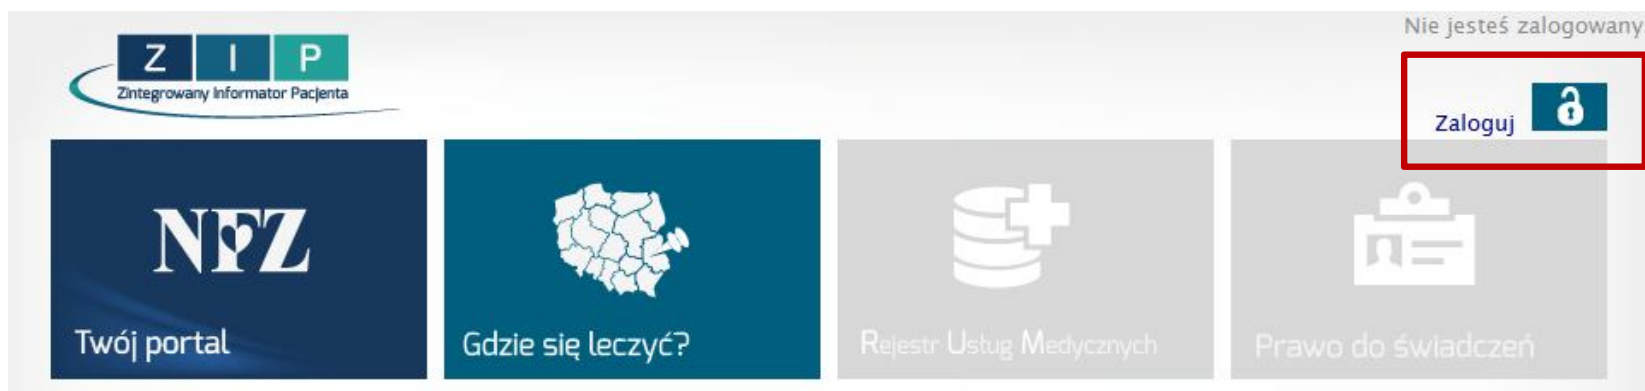 Nie jesteś zalogowany
Z I P
Zintegrowany Informator Pacjenta
Zaloguj
NFZ
Twój portal
Gdzie się leczyć?
Rejestr Usług Medycznych
Prawo do świadczeń